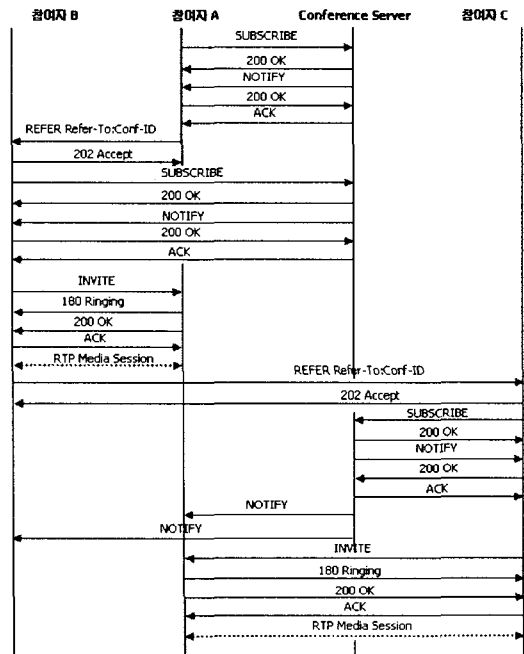 참여자 B 참여자 A Conference Server 참여자 C
SUBSCRIBE
200 OK
NOTIFY
200 OK
ACK
REFER Refer-To:Conf-ID
202 Accept
SUBSCRIBE
200 OK
NOTIFY
200 OK
ACK
INVITE
180 Ringing
200 OK
ACK
RTP Media Session
REFER Refer-To:Conf-ID
202 Accept
SUBSCRIBE
200 OK
NOTIFY
200 OK
ACK
NOTIFY
NOTIFY
INVITE
180 Ringing
200 OK
ACK
RTP Media Session